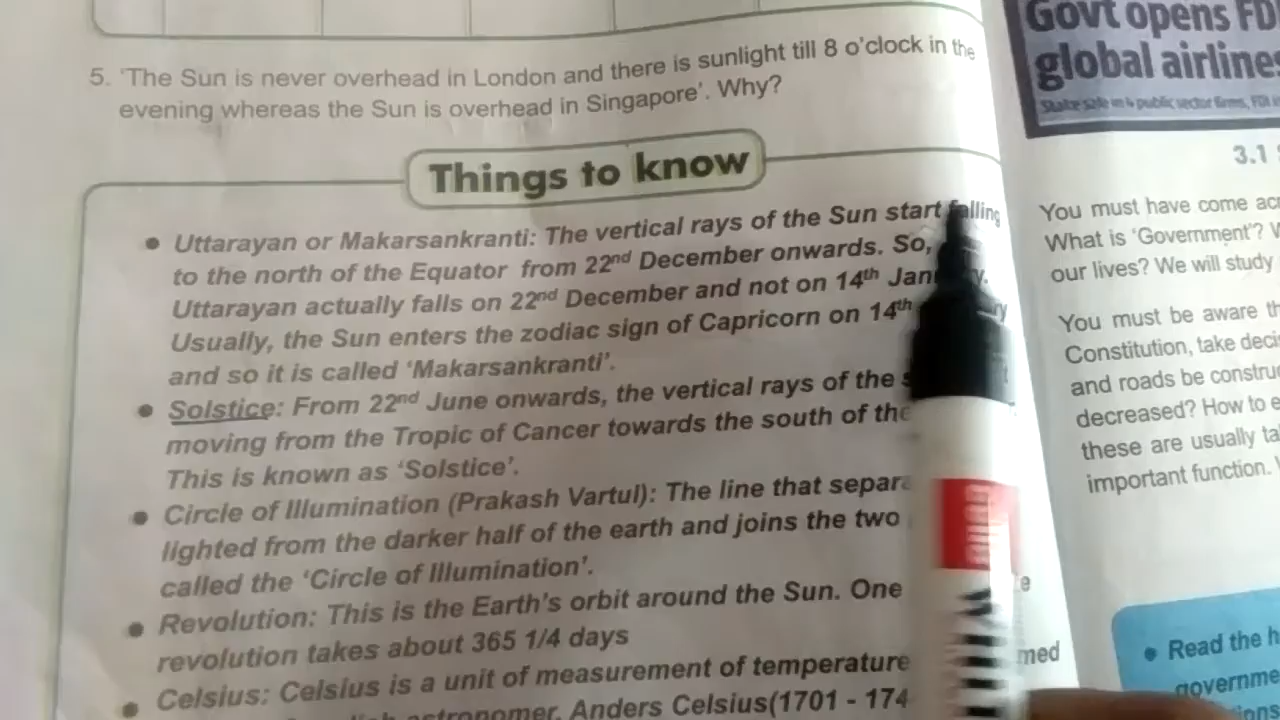 5. 'The Sun is never overhead in London and there is sunlight till 8 o'clock in the
evening whereas the Sun is overhead in Singapore'. Why?
Things to know
• Uttarayan or Makarsankranti: The vertical rays of the Sun start falling
to the north of the Equator from 22nd December onwards. So,
Uttarayan actually falls on 22nd December and not on 14th
Usually, the Sun enters the zodiac sign of Capricorn on 14th
and so it is called 'Makarsankranti'.
• Solstice: From 22nd June onwards, the vertical rays of the
moving from the Tropic of Cancer towards the south of the
This is known as 'Solstice'.
• Circle of Illumination (Prakash Vartul): The line that
lighted from the darker half of the earth and joins the two
called the 'Circle of Illumination'.
• Revolution: This is the Earth's orbit around the Sun. One
revolution takes about 365 1/4 days
• Celsius: Celsius is a unit of measurement of temperature
astronomer, Anders Celsius(1701 - 174
Govt opens FD
global airlines
Stake sale in 4 public sector firms, FDI
3.1
You must have come
What is 'Government'?
our lives? We will study
You must be aware
Constitution, take
and roads be
decreased? How to
these are usually
important function.
• Read the